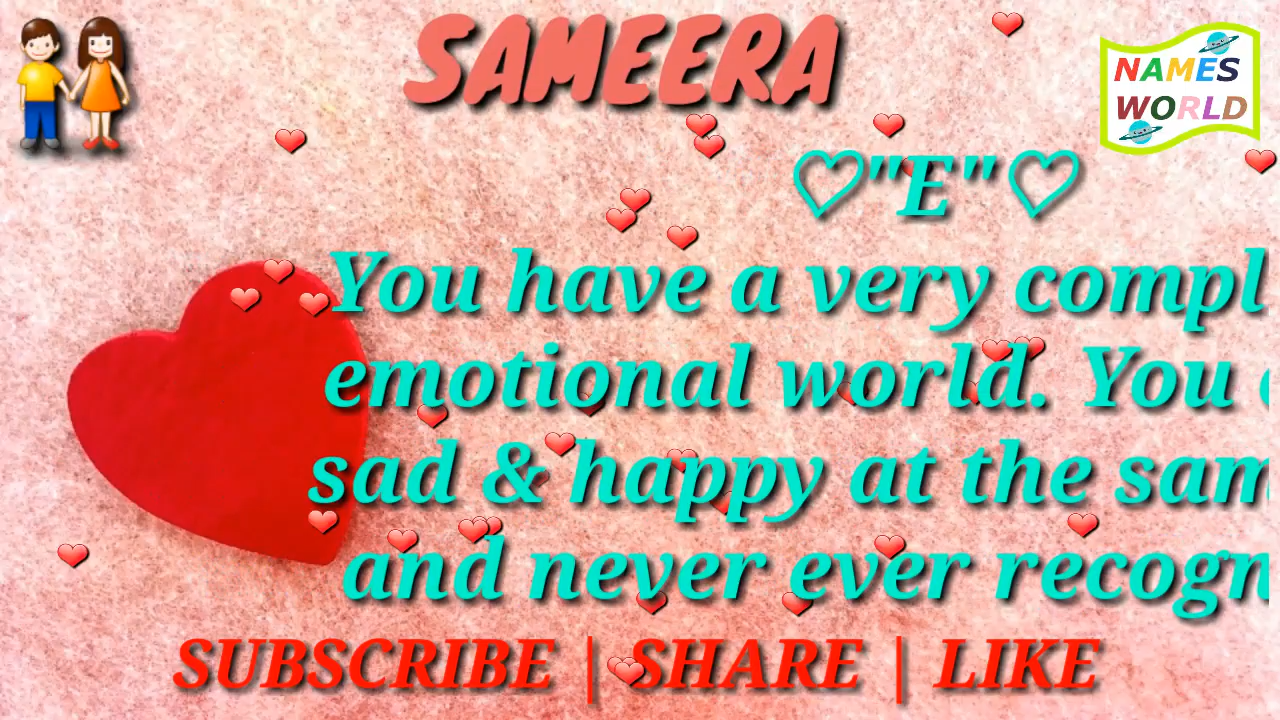 SAMEERA
NAMES
WORLD
♡"E"♡
You have a very compl
emotional world. You
sad & happy at the sam
and never ever recogn
SUBSCRIBE | SHARE | LIKE